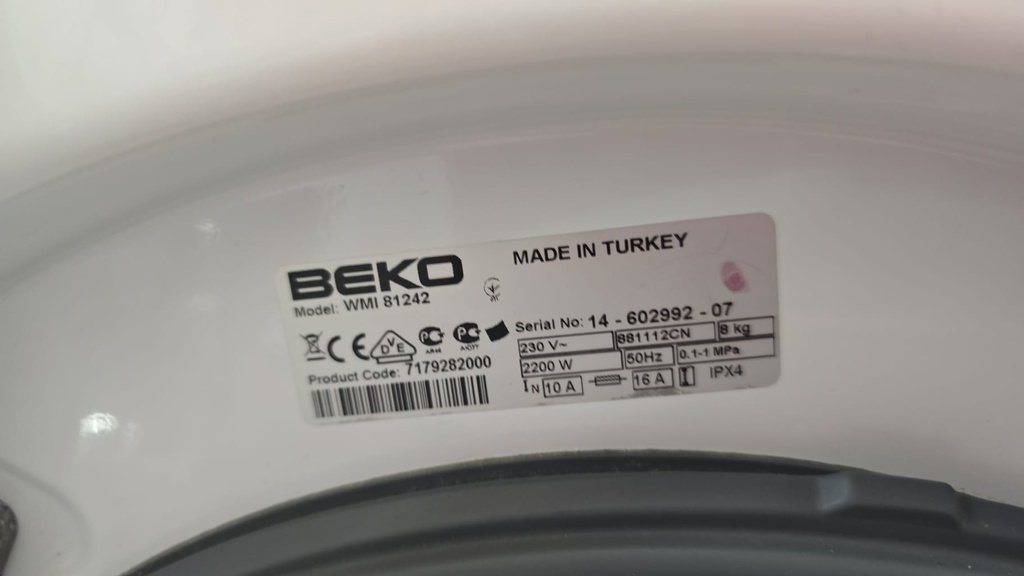 BEKO
MADE IN TURKEY
Model: WMI 81242
Serial No: 14 - 602992 - 07
230 V~ 881112CN 8 kg
2200 W 50Hz 0.1-1 MPa
IN 10 A 16 A IPX4
DVE
Product Code: 7179282000